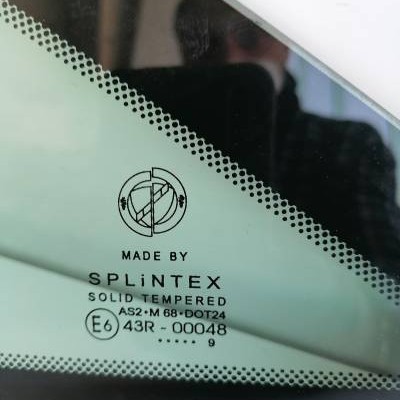 MADE BY
SPLiNTEX
SOLID TEMPERED
AS2•M 68•DOT24
E6 43R - 00048
••••• 9